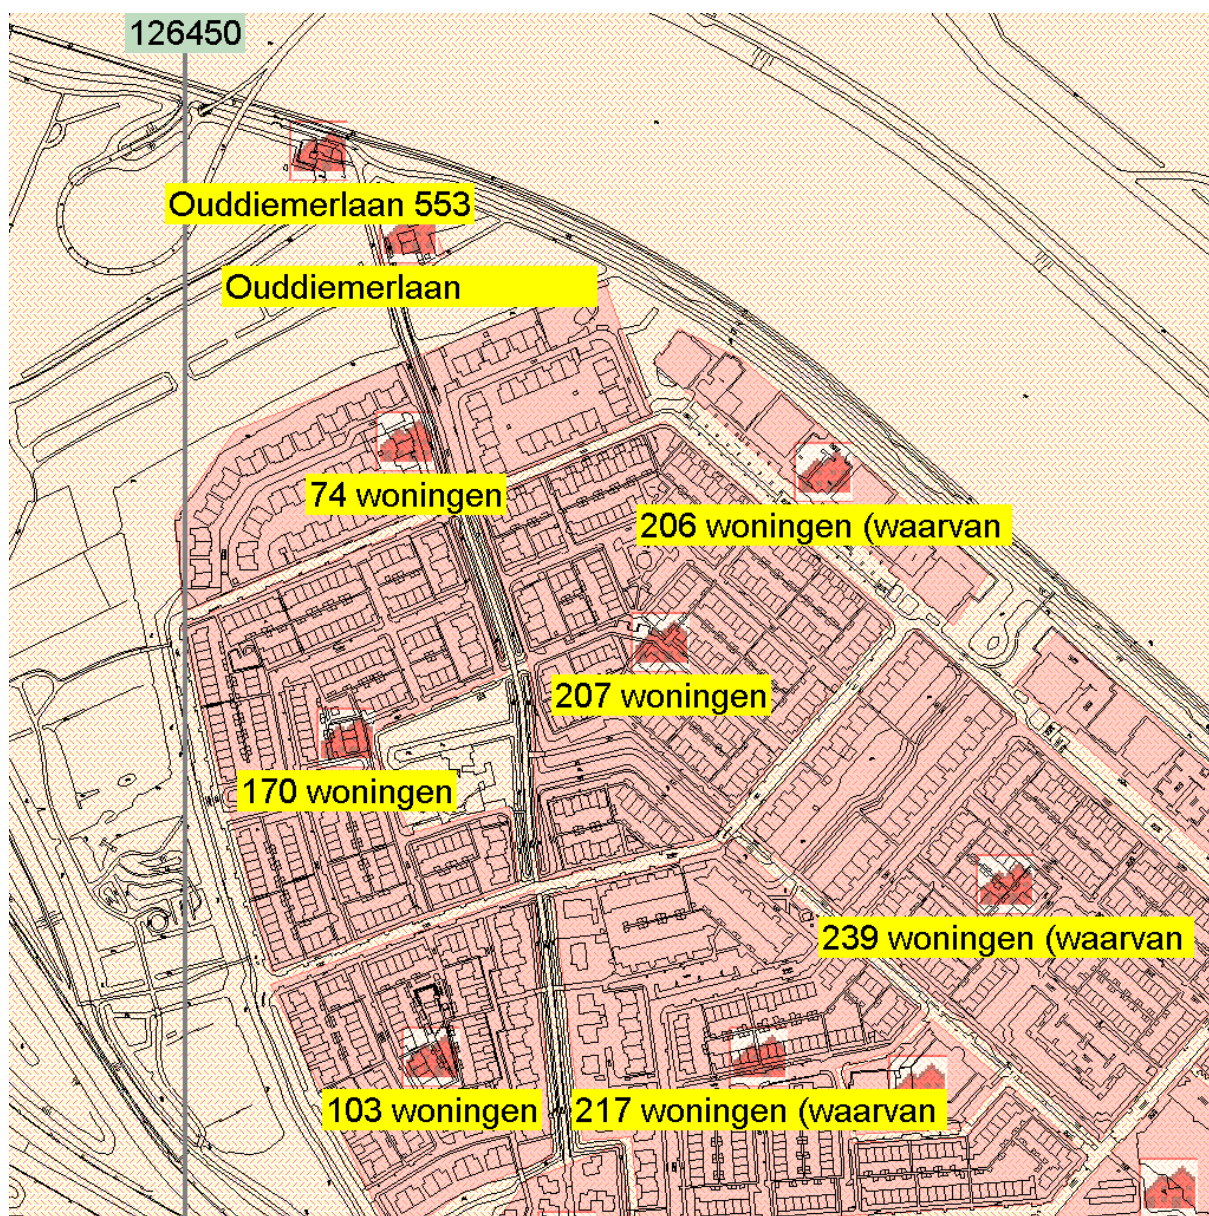 126450
Ouddiemerlaan 553
Ouddiemerlaan
74 woningen
206 woningen (waarvan
207 woningen
170 woningen
239 woningen (waarvan
103 woningen
217 woningen (waarvan